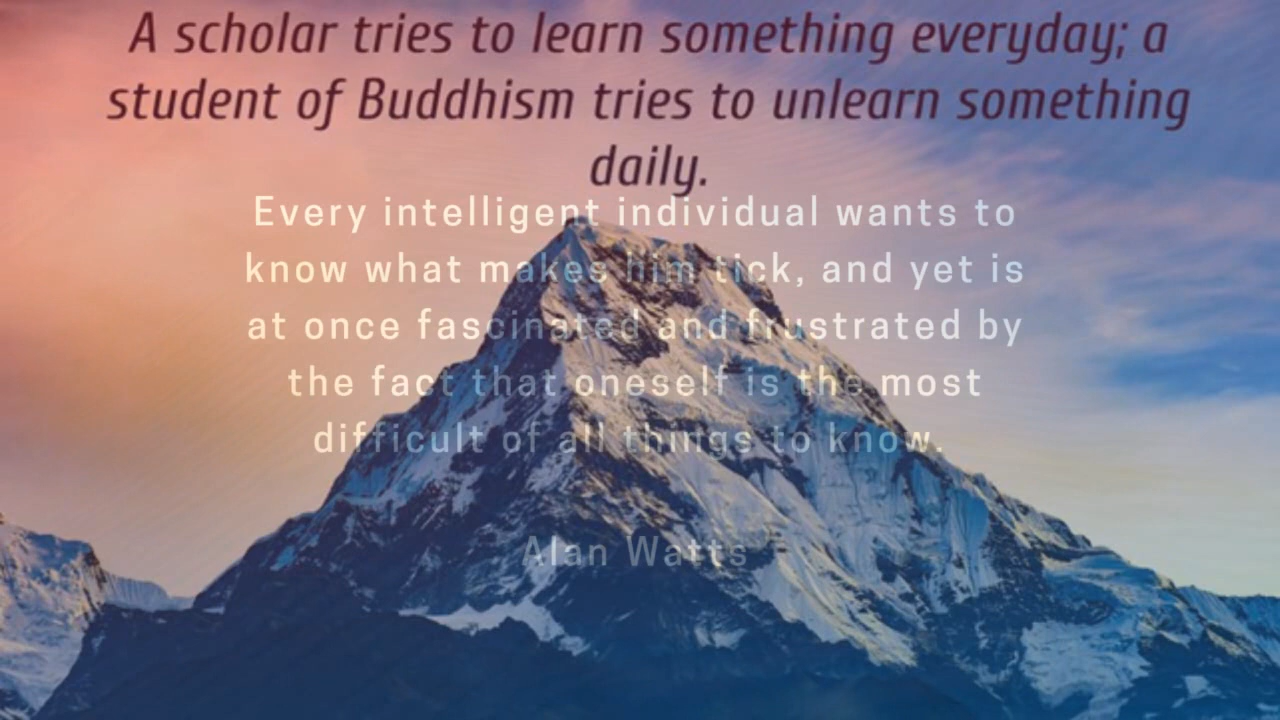 A scholar tries to learn something everyday; a
student of Buddhism tries to unlearn something
daily.
Every intelligent individual wants to
know what makes him tick, and yet is
at once fascinated and frustrated by
the fact that oneself is the most
difficult of all things to know.
Alan Watts